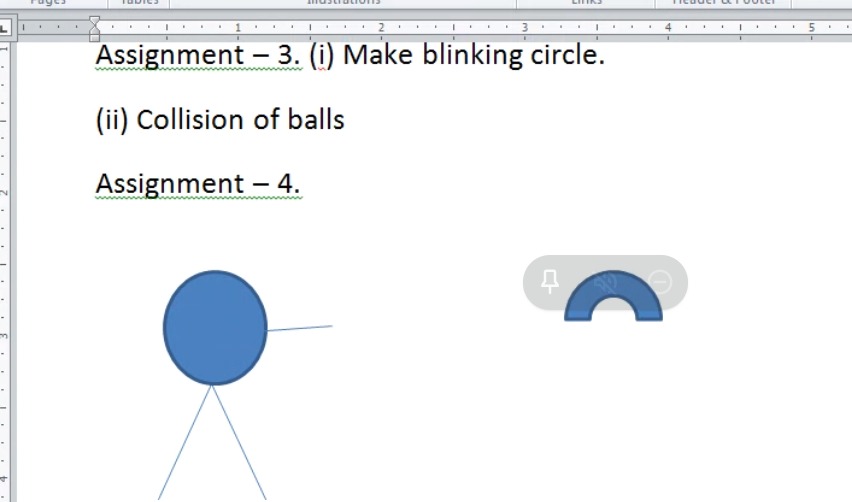 Pages Tables Illustrations Links Header & Footer
1 2 3 4 5
Assignment – 3. (i) Make blinking circle.
(ii) Collision of balls
Assignment – 4.